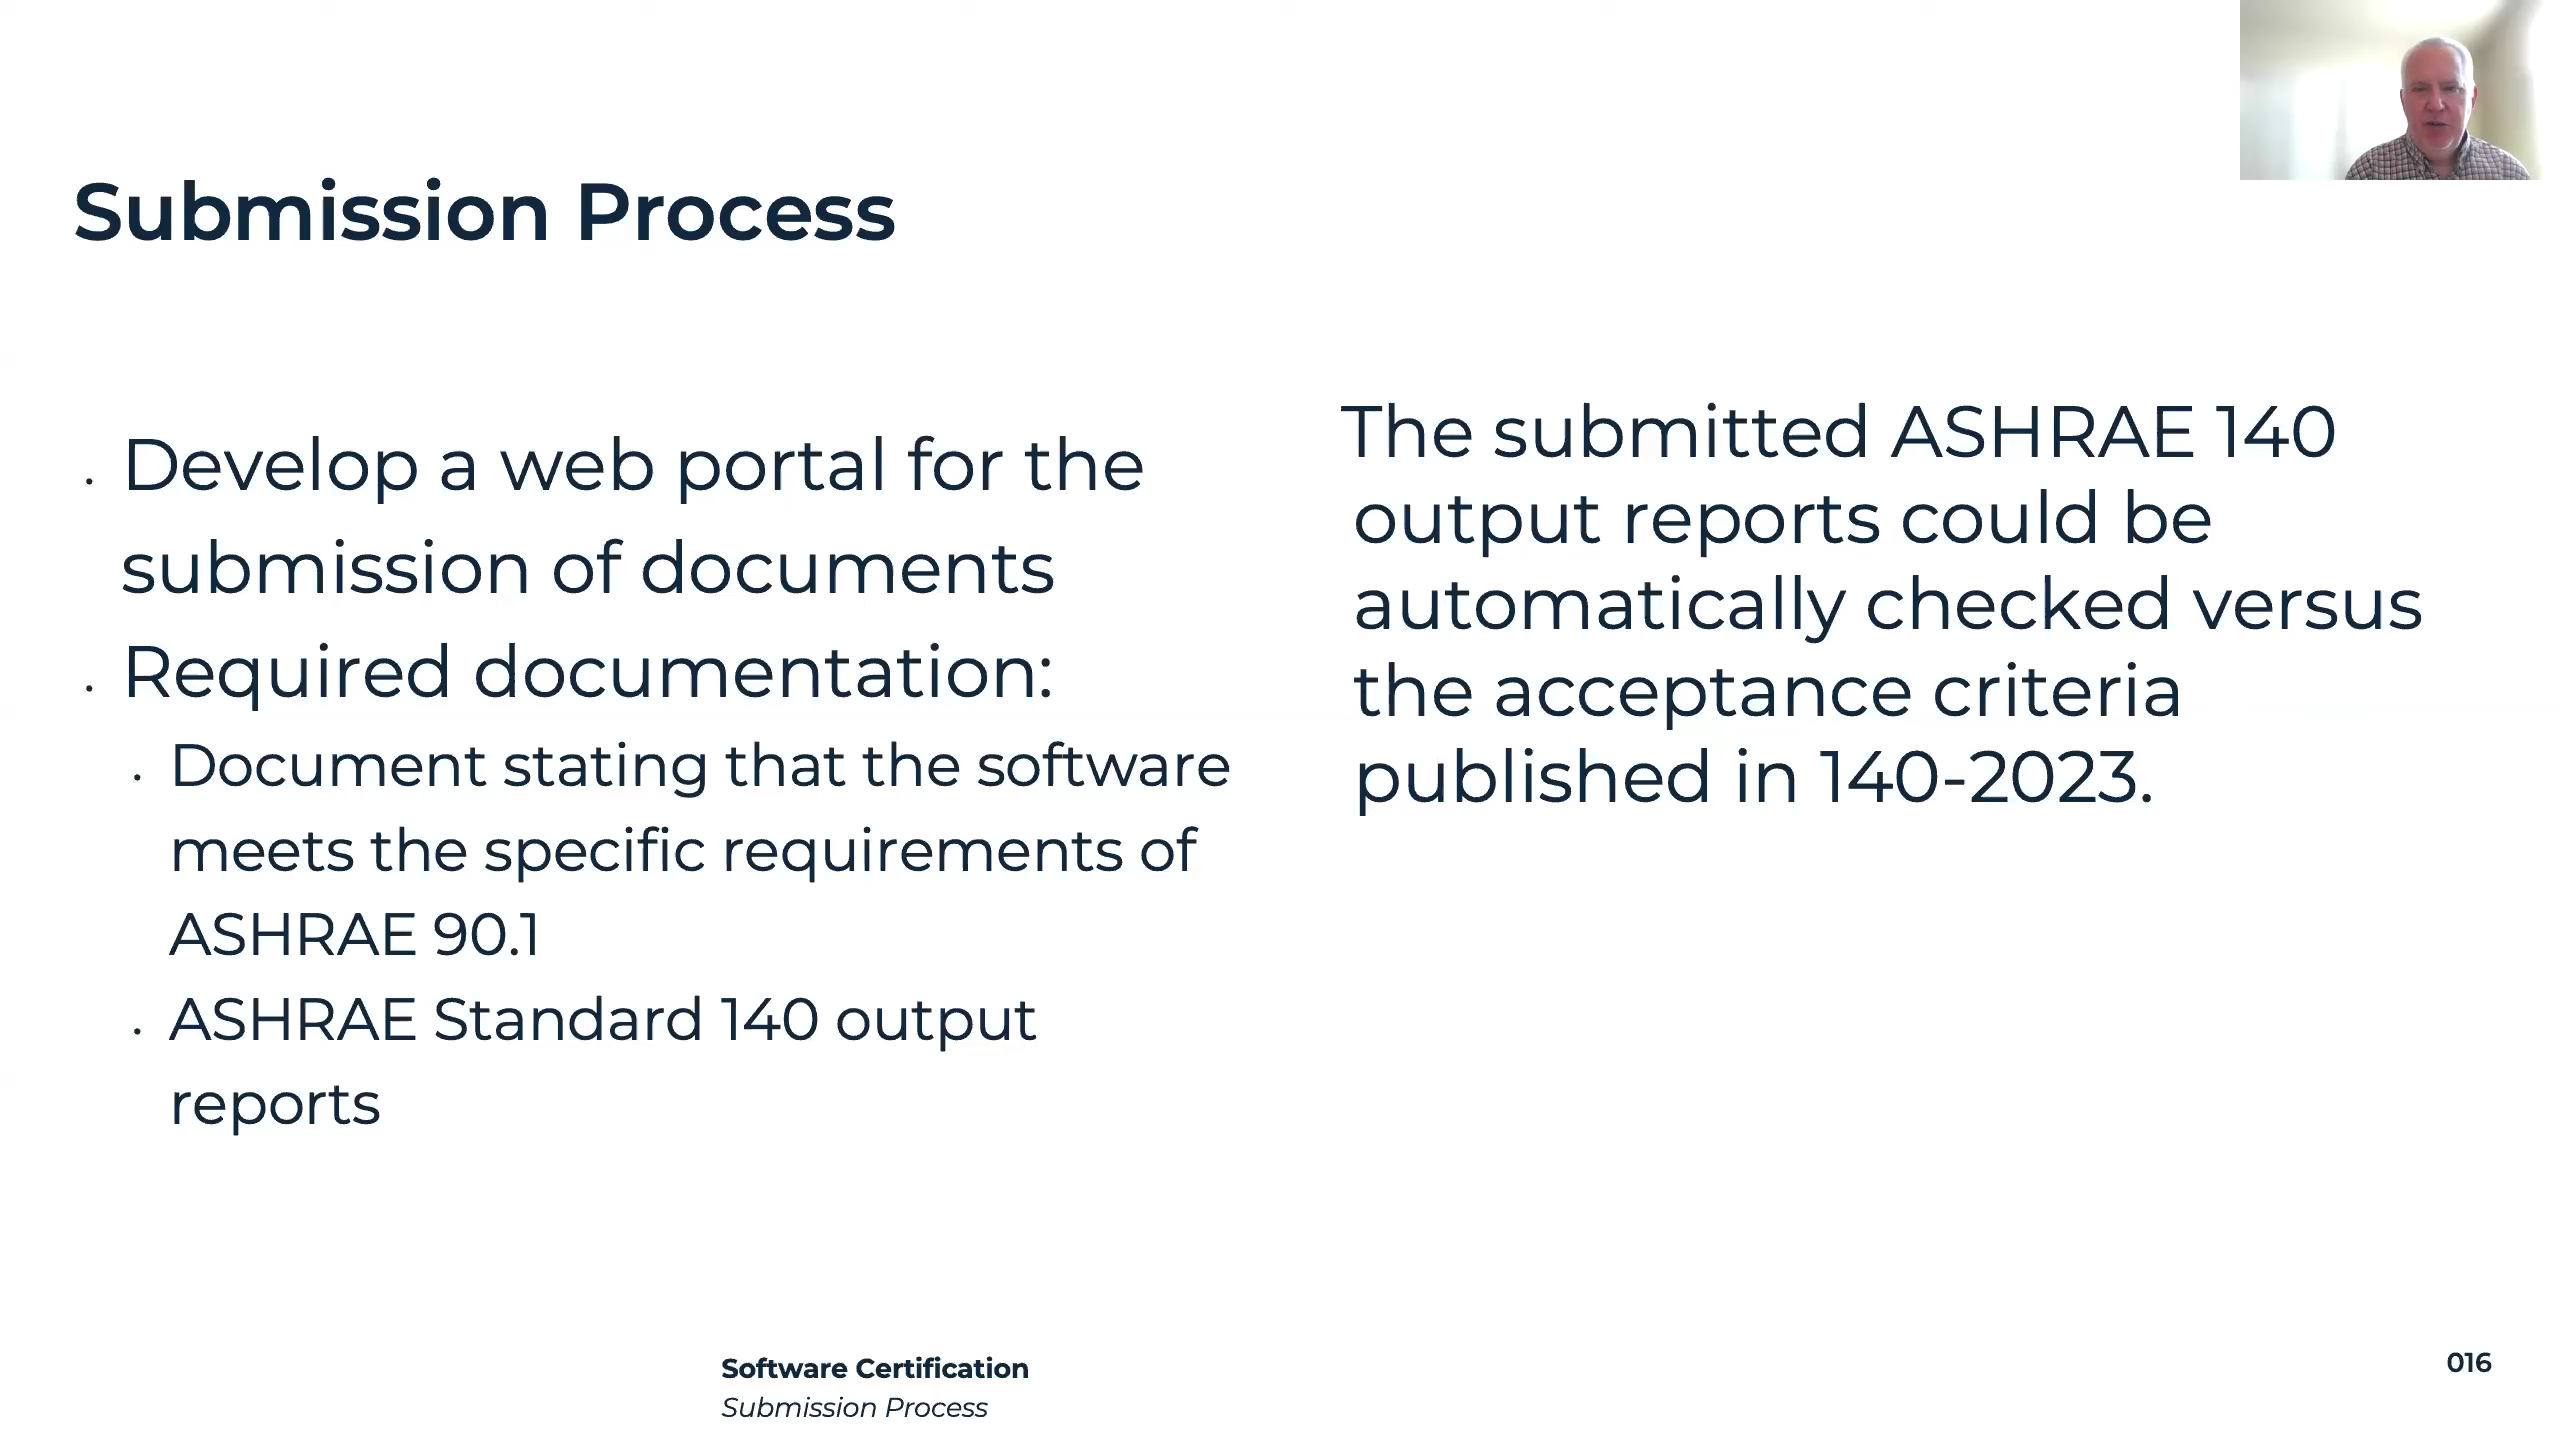 Submission Process
• Develop a web portal for the
submission of documents
• Required documentation:
• Document stating that the software
meets the specific requirements of
ASHRAE 90.1
• ASHRAE Standard 140 output
reports
The submitted ASHRAE 140
output reports could be
automatically checked versus
the acceptance criteria
published in 140-2023.
Software Certification
Submission Process
016